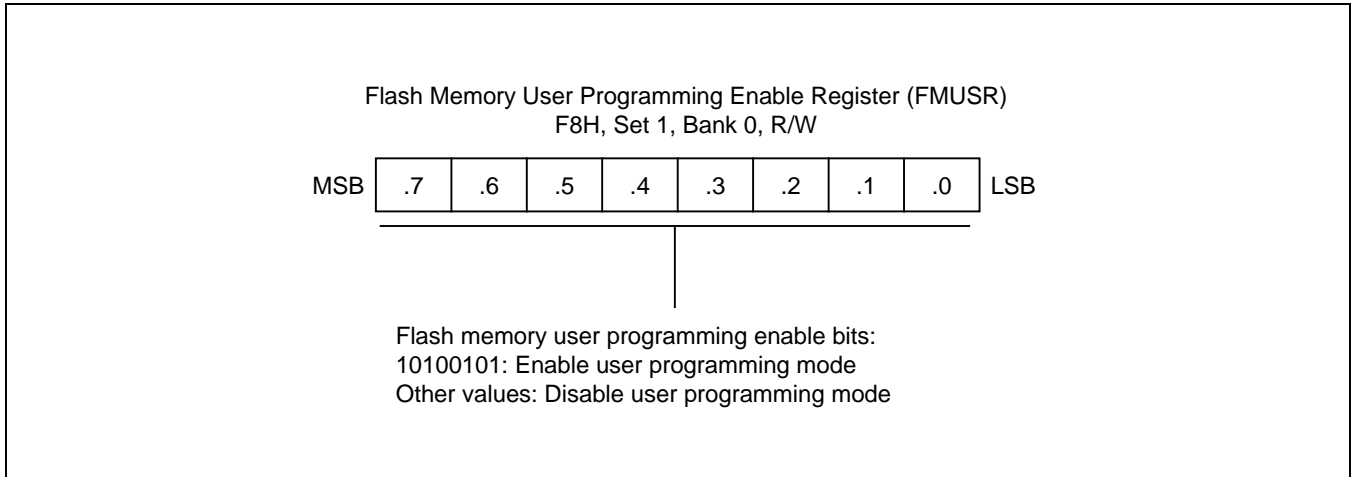 Flash Memory User Programming Enable Register (FMUSR)
F8H, Set 1, Bank 0, R/W
MSB .7 .6 .5 .4 .3 .2 .1 .0 LSB
Flash memory user programming enable bits:
10100101: Enable user programming mode
Other values: Disable user programming mode